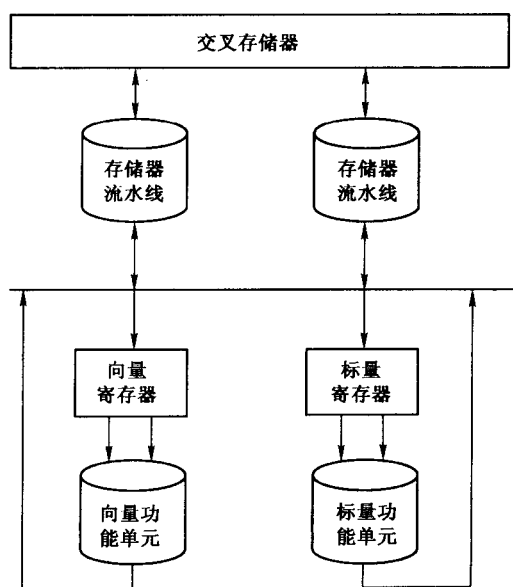 交叉存储器
存储器
流水线
存储器
流水线
向量
寄存器
标量
寄存器
向量功
能单元
标量功
能单元